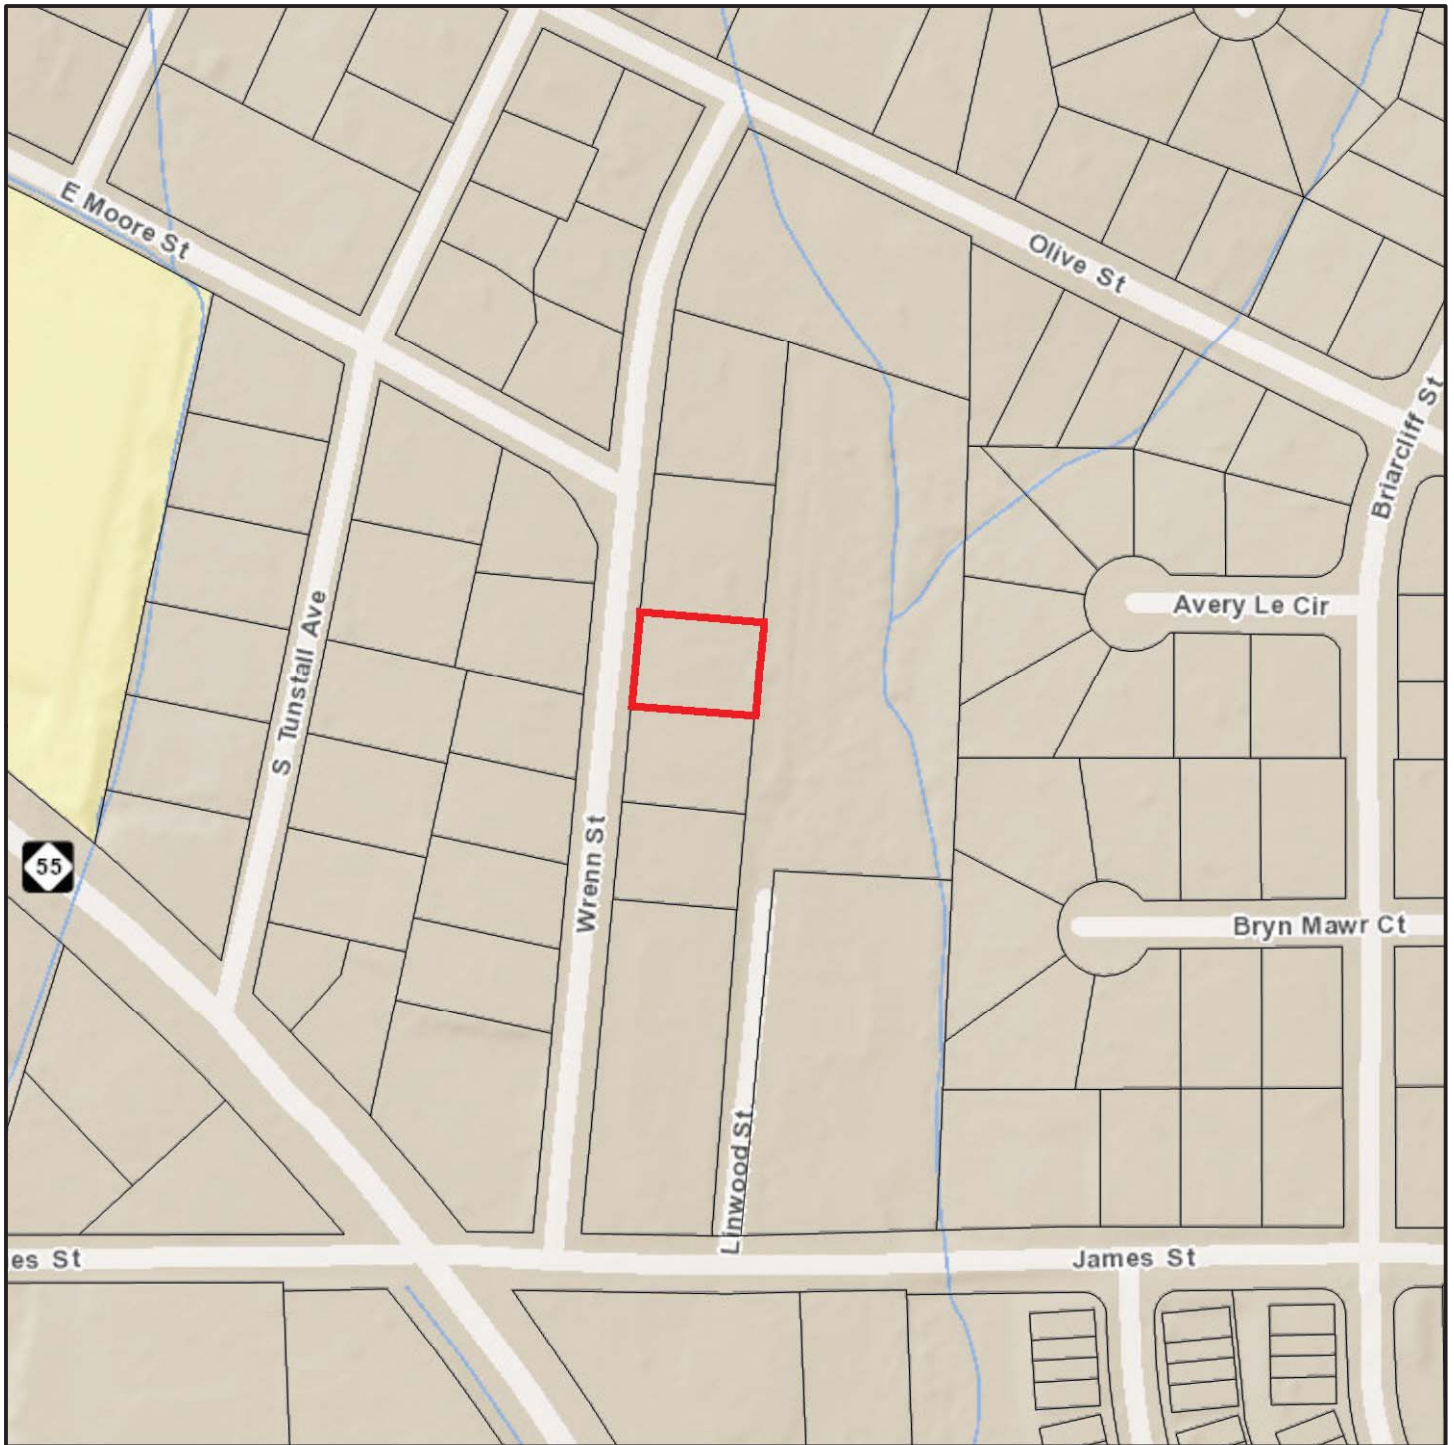 E Moore St
Olive St
Briarcliff St
Avery Le Cir
S Tunstall Ave
Wrenn St
55
Bryn Mawr Ct
Linwood St
es St
James St